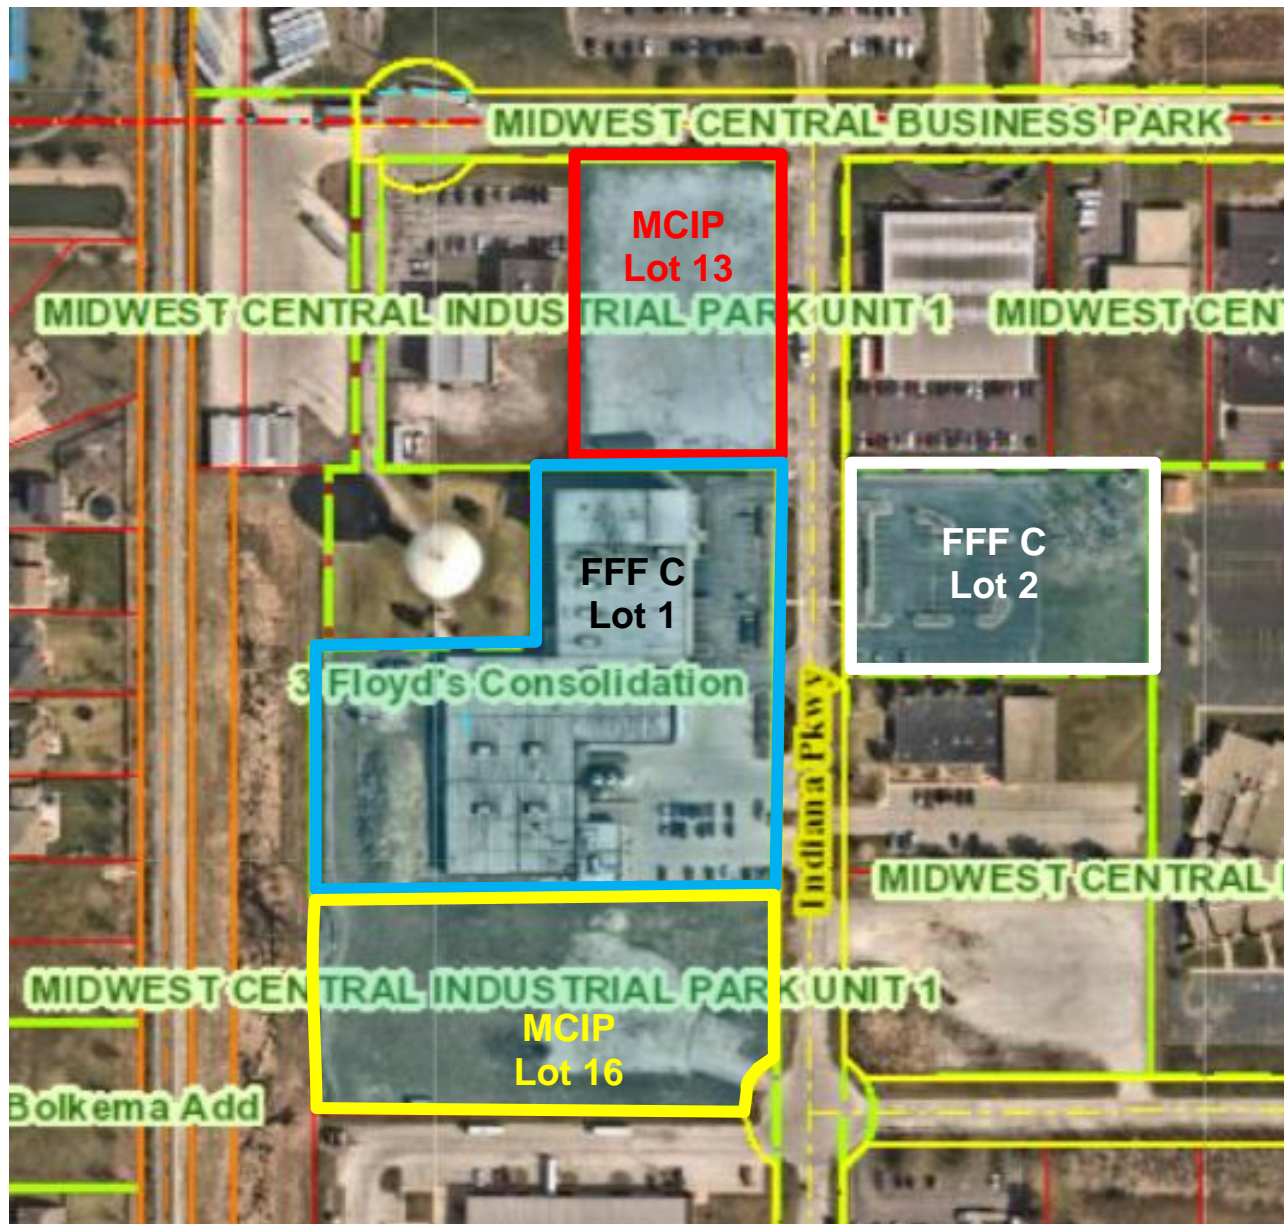 MIDWEST CENTRAL BUSINESS PARK
MCIP
Lot 13
MIDWEST CENTRAL INDUSTRIAL PARK UNIT 1
MIDWEST CEN
FFF C
Lot 1
FFF C
Lot 2
3 Floyd's Consolidation
Indiana Pkwy
MIDWEST CENTRAL
MIDWEST CENTRAL INDUSTRIAL PARK UNIT 1
MCIP
Lot 16
Bolkema Add